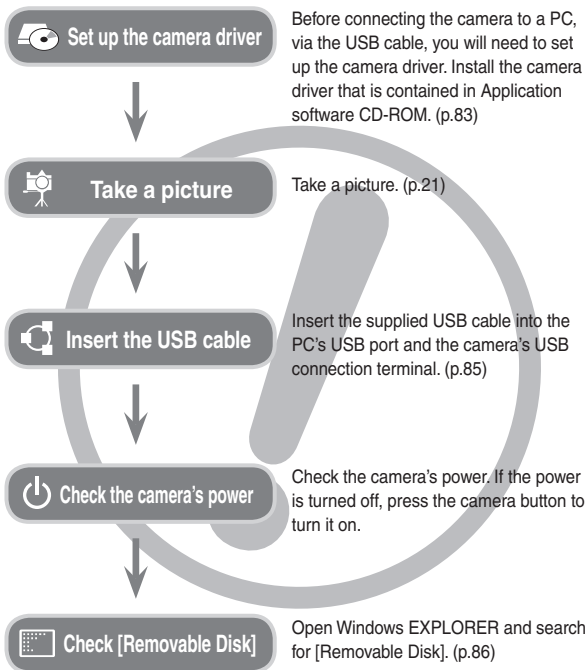 Set up the camera driver
Before connecting the camera to a PC,
via the USB cable, you will need to set
up the camera driver. Install the camera
driver that is contained in Application
software CD-ROM. (p.83)
Take a picture
Take a picture. (p.21)
Insert the USB cable
Insert the supplied USB cable into the
PC's USB port and the camera's USB
connection terminal. (p.85)
Check the camera's power
Check the camera's power. If the power
is turned off, press the camera button to
turn it on.
Check [Removable Disk]
Open Windows EXPLORER and search
for [Removable Disk]. (p.86)